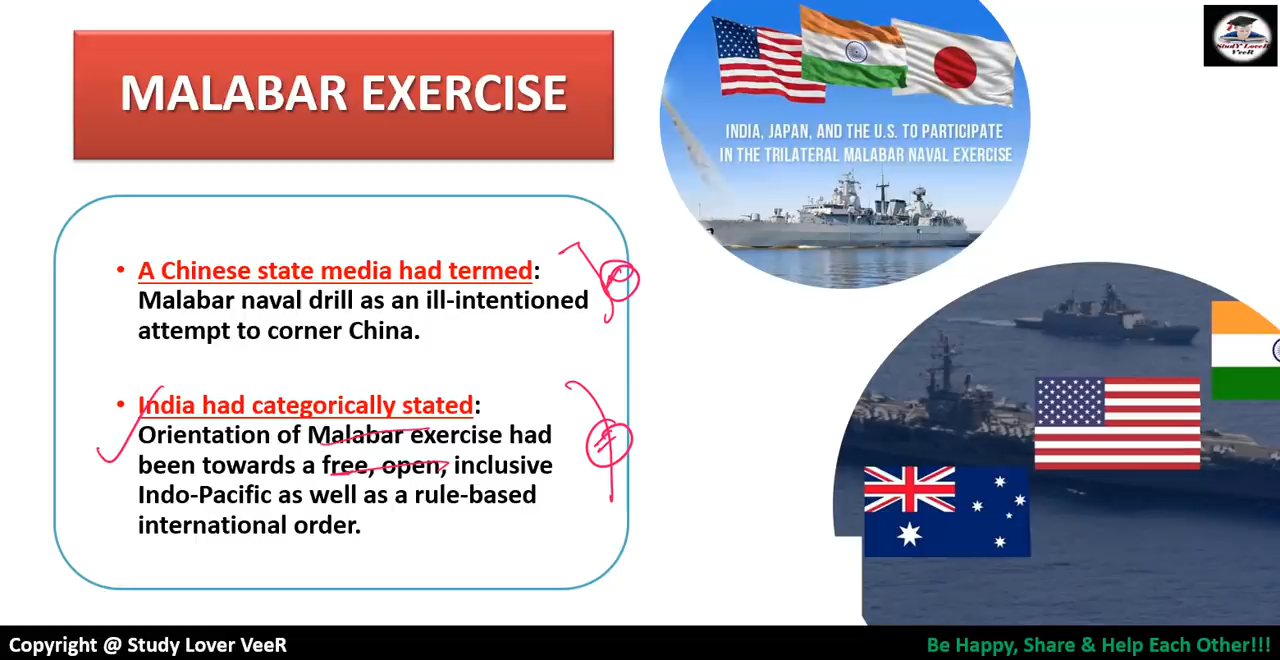 MALABAR EXERCISE
INDIA, JAPAN, AND THE U.S. TO PARTICIPATE
IN THE TRILATERAL MALABAR NAVAL EXERCISE
StudY LoveR
VeeR
• A Chinese state media had termed:
Malabar naval drill as an ill-intentioned
attempt to corner China.
• India had categorically stated:
Orientation of Malabar exercise had
been towards a free, open, inclusive
Indo-Pacific as well as a rule-based
international order.
Copyright @ Study Lover VeeR
Be Happy, Share & Help Each Other!!!